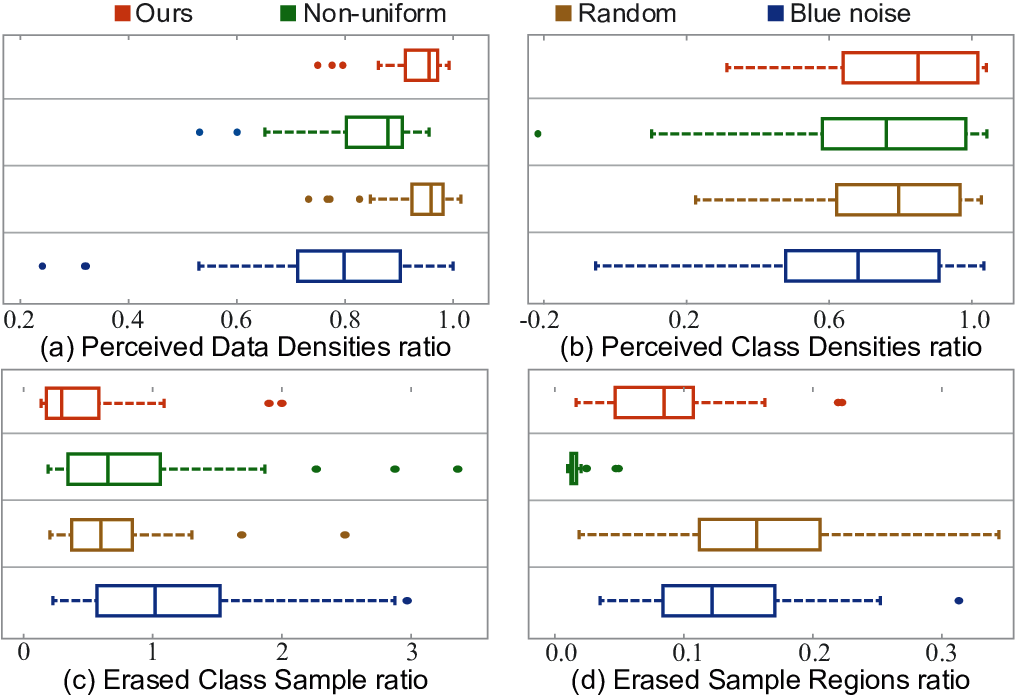 Ours Non-uniform Random Blue noise
0.2 0.4 0.6 0.8 1.0
(a) Perceived Data Densities ratio
-0.2 0.2 0.6 1.0
(b) Perceived Class Densities ratio
0 1 2 3
(c) Erased Class Sample ratio
0.0 0.1 0.2 0.3
(d) Erased Sample Regions ratio